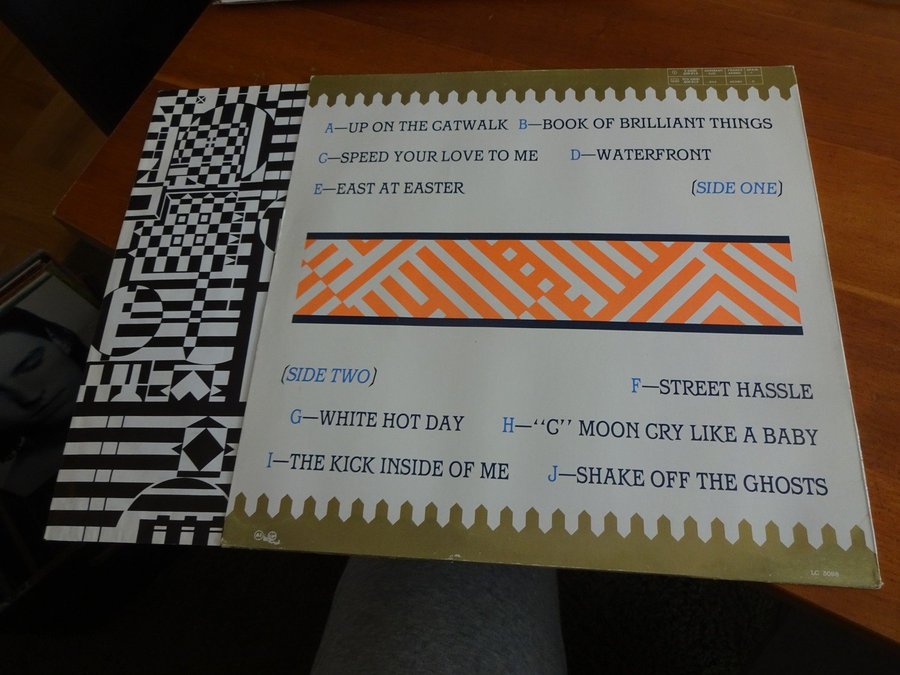 A—UP ON THE CATWALK B—BOOK OF BRILLIANT THINGS
C—SPEED YOUR LOVE TO ME D—WATERFRONT
E—EAST AT EASTER (SIDE ONE)
(SIDE TWO) F—STREET HASSLE
G—WHITE HOT DAY H—“C” MOON CRY LIKE A BABY
I—THE KICK INSIDE OF ME J—SHAKE OFF THE GHOSTS
LC 3098